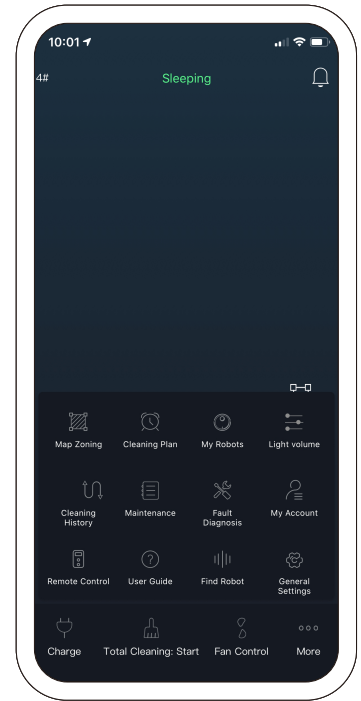 10:01
4#
Sleeping
Map Zoning
Cleaning Plan
My Robots
Light volume
Cleaning
History
Maintenance
Fault
Diagnosis
My Account
Remote Control
User Guide
Find Robot
General
Settings
Charge
Total Cleaning: Start
Fan Control
More